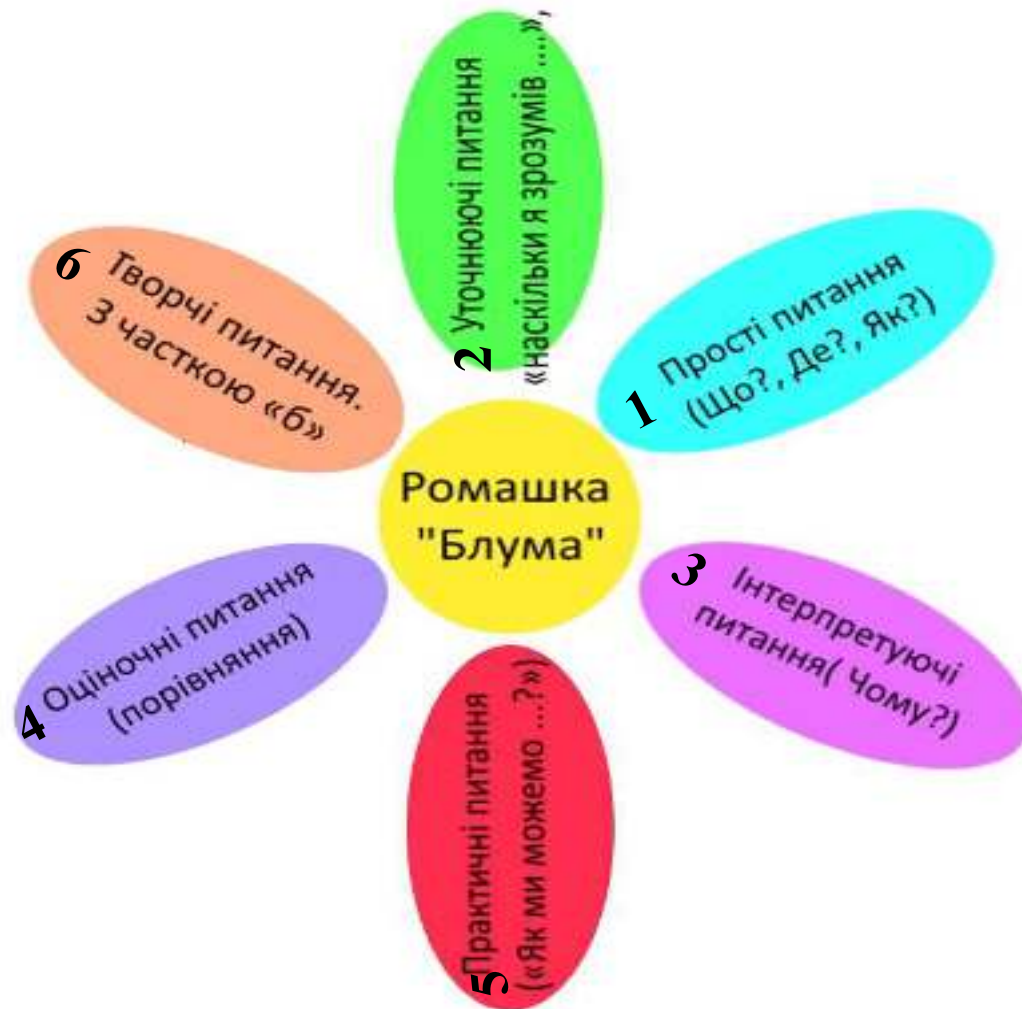 Ромашка
"Блума"
1 Прості питання
(Що?, Де?, Як?)
2 Уточнюючі питання
«наскільки я зрозумів ....»,
3 Інтерпретуючі
питання( Чому?)
4 Оціночні питання
(порівняння)
5 Практичні питання
(«Як ми можемо ...?»)
6 Творчі питання.
З часткою «б»